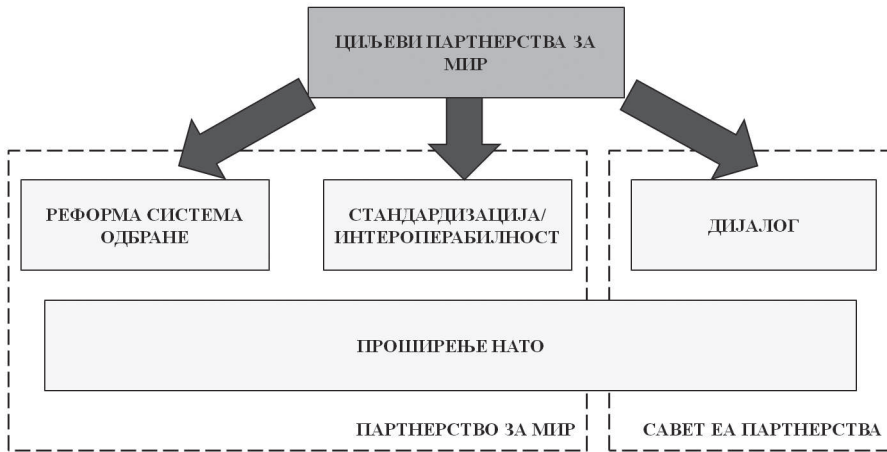 ЦИЉЕВИ ПАРТНЕРСТВА ЗА
МИР
РЕФОРМА СИСТЕМА
ОДБРАНЕ
СТАНДАРДИЗАЦИЈА/
ИНТЕРОПЕРАБИЛНОСТ
ДИЈАЛОГ
ПРОШИРЕЊЕ НАТО
ПАРТНЕРСТВО ЗА МИР
САВЕТ ЕА ПАРТНЕРСТВА